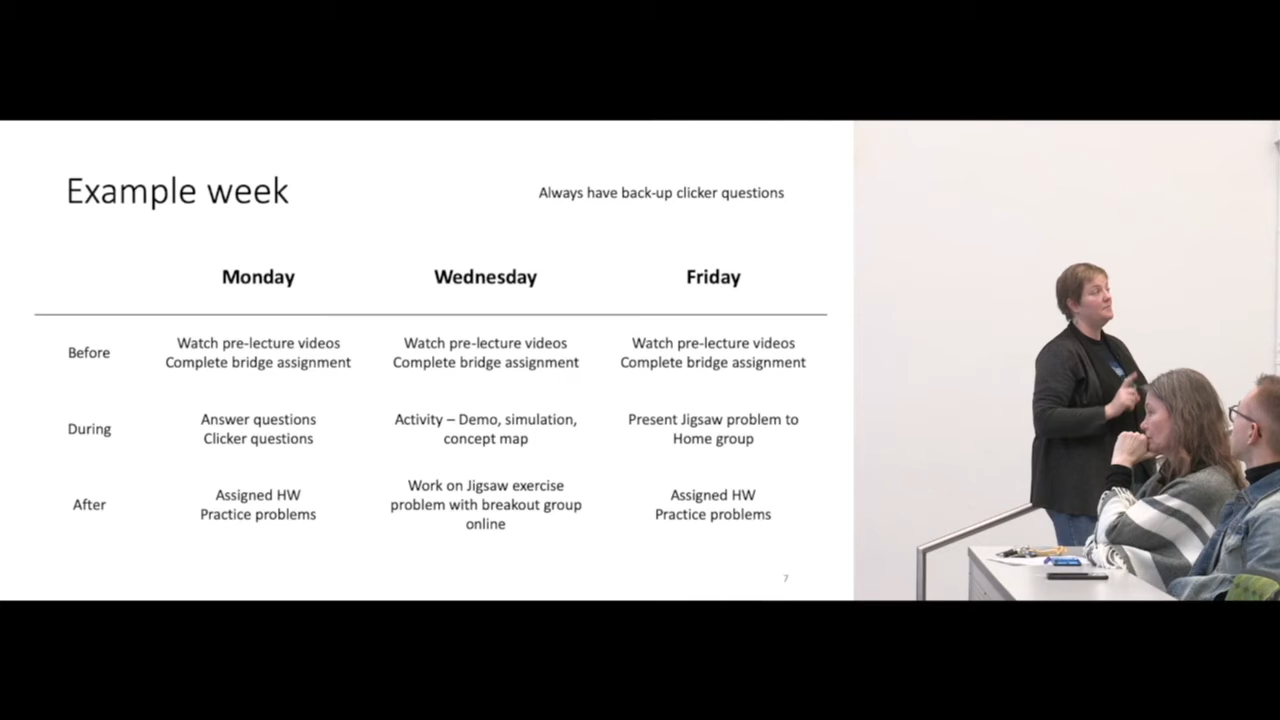 Example week
Always have back-up clicker questions
Monday
Wednesday
Friday
Before
Watch pre-lecture videos
Complete bridge assignment
Watch pre-lecture videos
Complete bridge assignment
Watch pre-lecture videos
Complete bridge assignment
During
Answer questions
Clicker questions
Activity – Demo, simulation,
concept map
Present Jigsaw problem to
Home group
After
Assigned HW
Practice problems
Work on Jigsaw exercise
problem with breakout group
online
Assigned HW
Practice problems
7